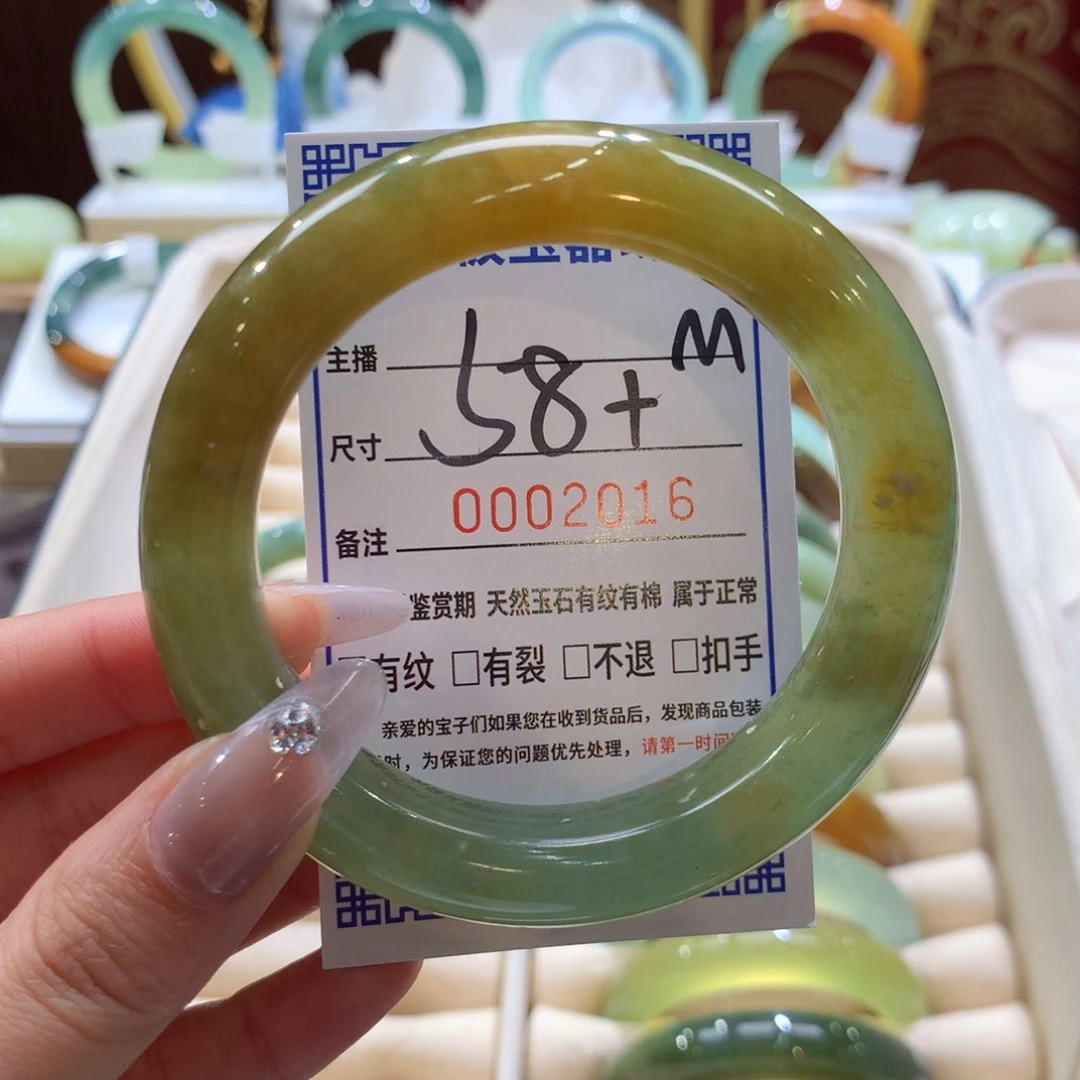 主播
58+ M
尺寸
0002016
备注
鉴赏期 天然玉石有纹有棉 属于正常
有纹 □有裂 □不退 □扣手
亲爱的宝子们如果您在收到货品后，发现商品包装
时，为保证您的问题优先处理，请第一时间